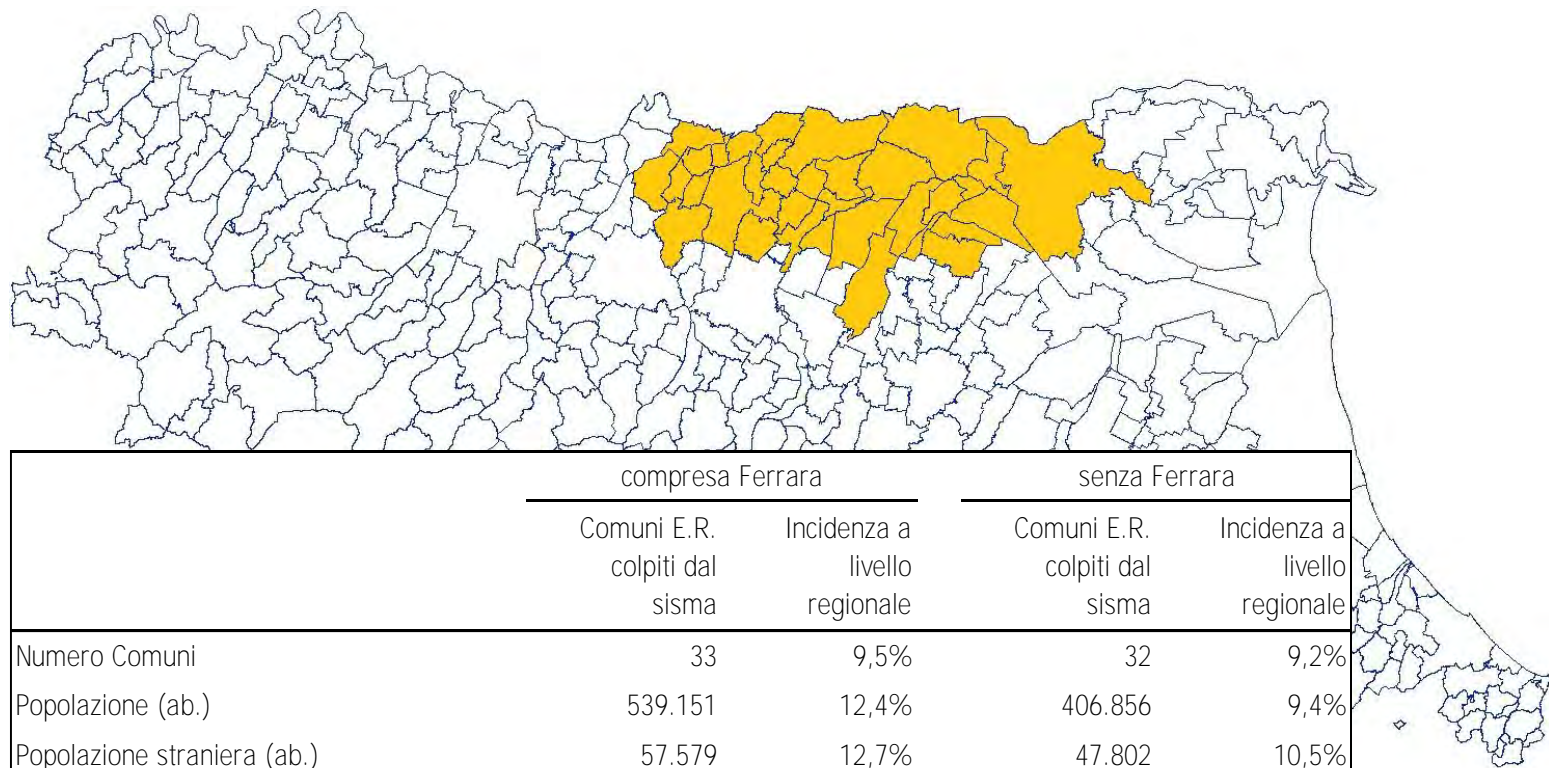 compresa Ferrara senza Ferrara
Comuni E.R. Incidenza a Comuni E.R. Incidenza a
colpiti dal livello colpiti dal livello
sisma regionale sisma regionale
Numero Comuni 33 9,5% 32 9,2%
Popolazione (ab.) 539.151 12,4% 406.856 9,4%
Popolazione straniera (ab.) 57.579 12,7% 47.802 10,5%